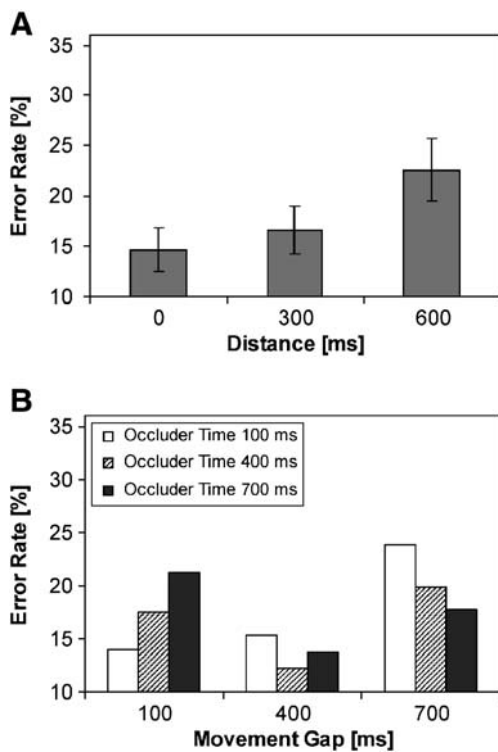 A
35
30
25
20
15
10
Error Rate [%]
0 300 600
Distance [ms]
B
35
30
25
20
15
10
Error Rate [%]
Occluder Time 100 ms
Occluder Time 400 ms
Occluder Time 700 ms
100 400 700
Movement Gap [ms]